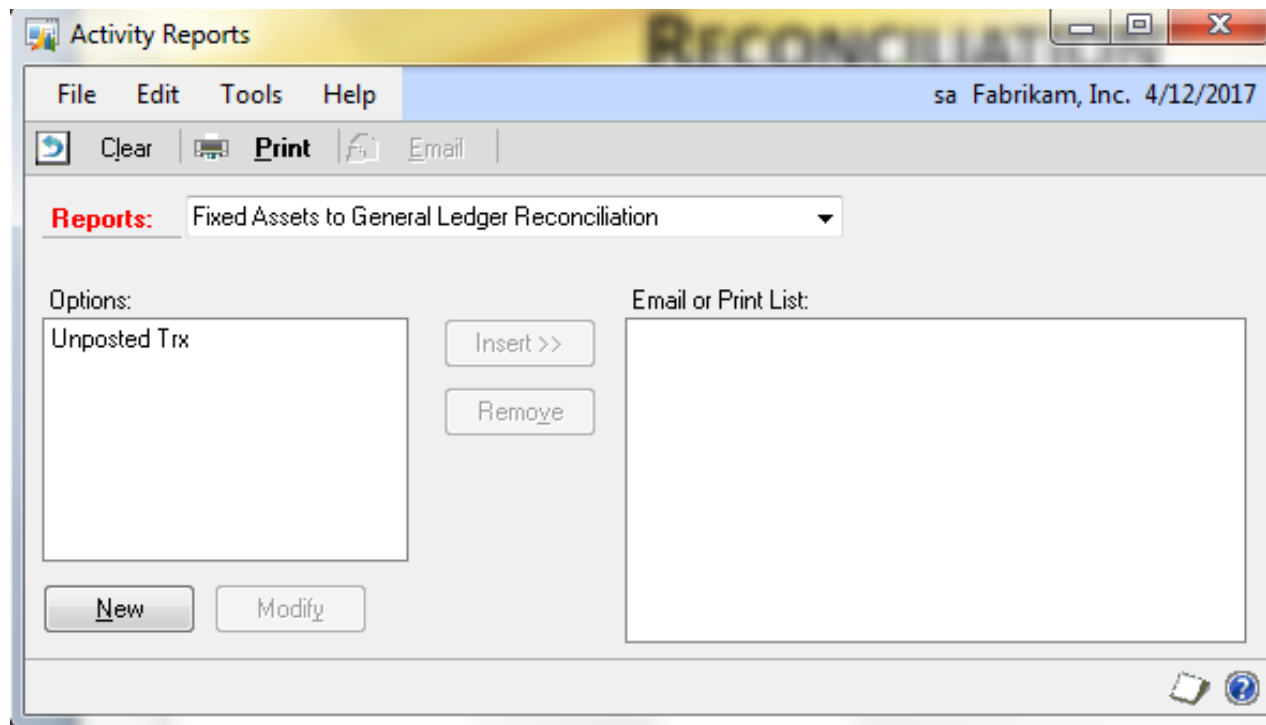 Activity Reports
RECONCILIATION
File Edit Tools Help sa Fabrikam, Inc. 4/12/2017
Clear Print Email
Reports: Fixed Assets to General Ledger Reconciliation
Options: Email or Print List:
Unposted Trx
Insert >>
Remove
New Modify